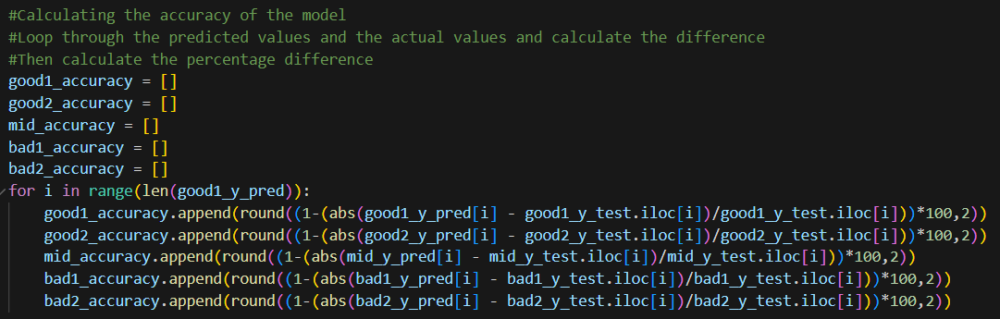 #Calculating the accuracy of the model
#Loop through the predicted values and the actual values and calculate the difference
#Then calculate the percentage difference
good1_accuracy = []
good2_accuracy = []
mid_accuracy = []
bad1_accuracy = []
bad2_accuracy = []
for i in range(len(good1_y_pred)):
    good1_accuracy.append(round((1-(abs(good1_y_pred[i] - good1_y_test.iloc[i])/good1_y_test.iloc[i]))*100,2))
    good2_accuracy.append(round((1-(abs(good2_y_pred[i] - good2_y_test.iloc[i])/good2_y_test.iloc[i]))*100,2))
    mid_accuracy.append(round((1-(abs(mid_y_pred[i] - mid_y_test.iloc[i])/mid_y_test.iloc[i]))*100,2))
    bad1_accuracy.append(round((1-(abs(bad1_y_pred[i] - bad1_y_test.iloc[i])/bad1_y_test.iloc[i]))*100,2))
    bad2_accuracy.append(round((1-(abs(bad2_y_pred[i] - bad2_y_test.iloc[i])/bad2_y_test.iloc[i]))*100,2))